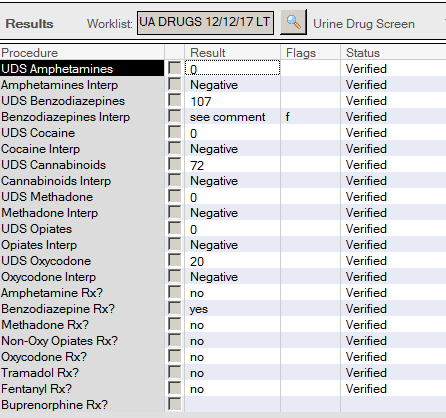 Results Worklist: UA DRUGS 12/12/17 LT Urine Drug Screen
Procedure Result Flags Status
UDS Amphetamines 0 Verified
Amphetamines Interp Negative Verified
UDS Benzodiazepines 107 Verified
Benzodiazepines Interp see comment f Verified
UDS Cocaine 0 Verified
Cocaine Interp Negative Verified
UDS Cannabinoids 72 Verified
Cannabinoids Interp Negative Verified
UDS Methadone 0 Verified
Methadone Interp Negative Verified
UDS Opiates 0 Verified
Opiates Interp Negative Verified
UDS Oxycodone 20 Verified
Oxycodone Interp Negative Verified
Amphetamine Rx? no Verified
Benzodiazepine Rx? yes Verified
Methadone Rx? no Verified
Non-Oxy Opiates Rx? no Verified
Oxycodone Rx? no Verified
Tramadol Rx? no Verified
Fentanyl Rx? no Verified
Buprenorphine Rx?